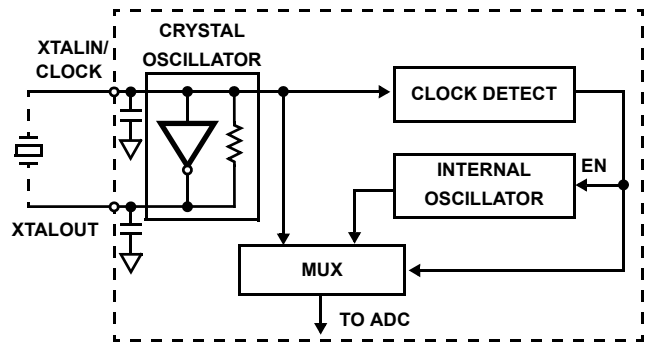 CRYSTAL
OSCILLATOR
XTALIN/
CLOCK
CLOCK DETECT
INTERNAL
OSCILLATOR
EN
XTALOUT
MUX
TO ADC